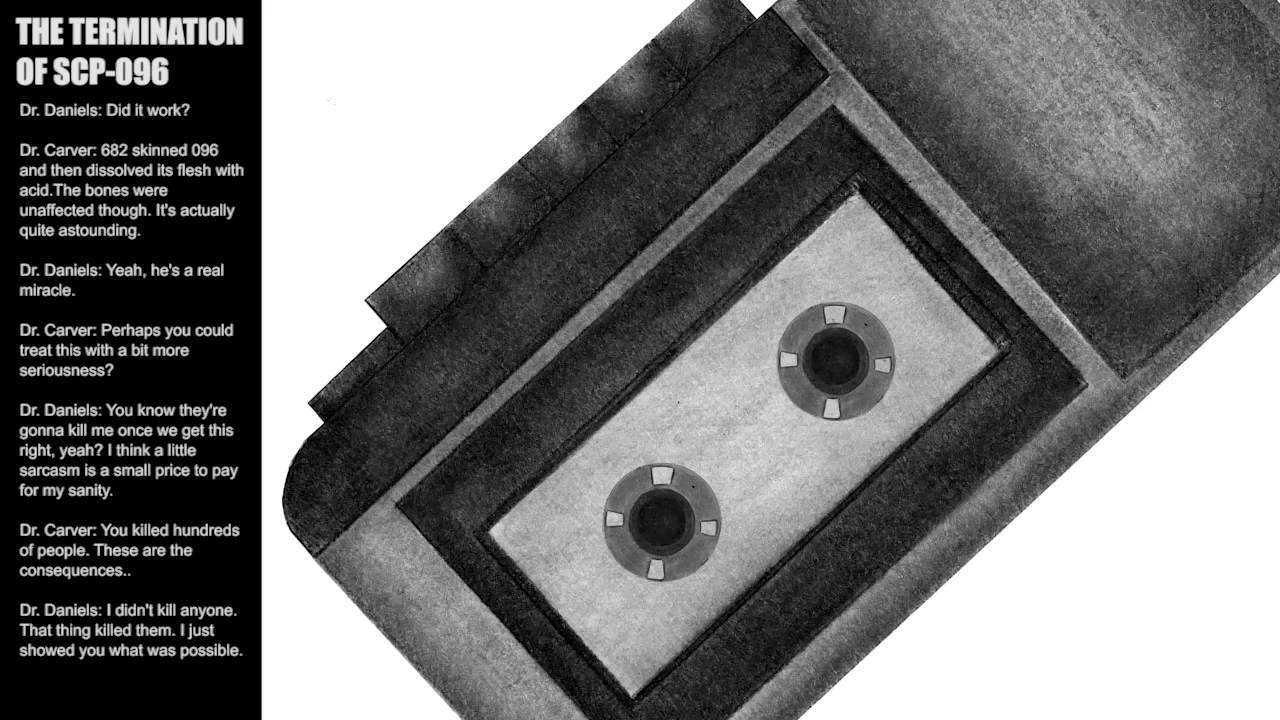 THE TERMINATION
OF SCP-096
Dr. Daniels: Did it work?
Dr. Carver: 682 skinned 096
and then dissolved its flesh with
acid.The bones were
unaffected though. It's actually
quite astounding.
Dr. Daniels: Yeah, he's a real
miracle.
Dr. Carver: Perhaps you could
treat this with a bit more
seriousness?
Dr. Daniels: You know they're
gonna kill me once we get this
right, yeah? I think a little
sarcasm is a small price to pay
for my sanity.
Dr. Carver: You killed hundreds
of people. These are the
consequences..
Dr. Daniels: I didn't kill anyone.
That thing killed them. I just
showed you what was possible.